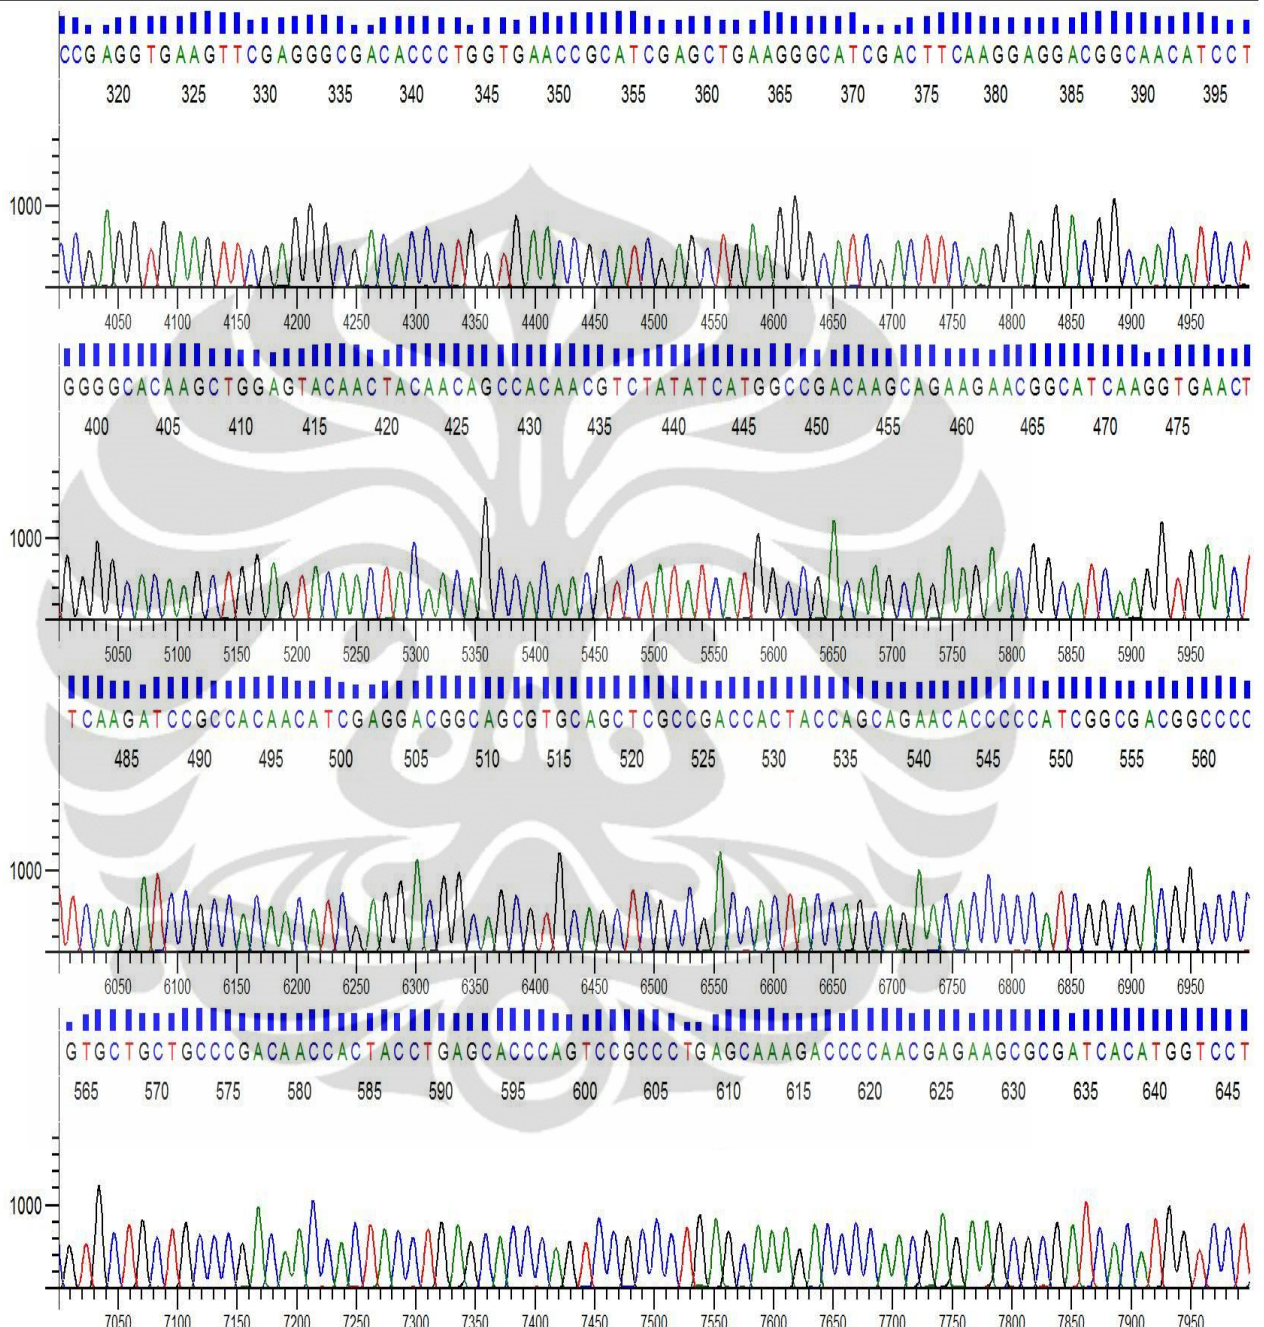 CCGAGGTGAAGTTCGAGGGCGACACCCTGGTGAACCGCATCGAGCTGAAGGGCATCGACTTCAAGGAGGACGGCAACATCCT
320 325 330 335 340 345 350 355 360 365 370 375 380 385 390 395
1000
4050 4100 4150 4200 4250 4300 4350 4400 4450 4500 4550 4600 4650 4700 4750 4800 4850 4900 4950
GGGGCACAAGCTGGAGTACAACTACAACAGCCACAACGTCTATATCATGGCCGACAAGCAGAAGAACGGCATCAAGGTGAACT
400 405 410 415 420 425 430 435 440 445 450 455 460 465 470 475
1000
5050 5100 5150 5200 5250 5300 5350 5400 5450 5500 5550 5600 5650 5700 5750 5800 5850 5900 5950
TCAAGATCCGCCACAACATCGAGGACGGCAGCGTGCAGCTCGCCGACCACTACCAGCAGAACACCCCCATCGGCGACGGCCCC
485 490 495 500 505 510 515 520 525 530 535 540 545 550 555 560
1000
6050 6100 6150 6200 6250 6300 6350 6400 6450 6500 6550 6600 6650 6700 6750 6800 6850 6900 6950
GTGCTGCTGCCCGACAACCACTACCTGAGCACCCAGTCCGCCCTGAGCAAAGACCCCAACGAGAAGCGCGATCACATGGTCCT
565 570 575 580 585 590 595 600 605 610 615 620 625 630 635 640 645
1000
7050 7100 7150 7200 7250 7300 7350 7400 7450 7500 7550 7600 7650 7700 7750 7800 7850 7900 7950